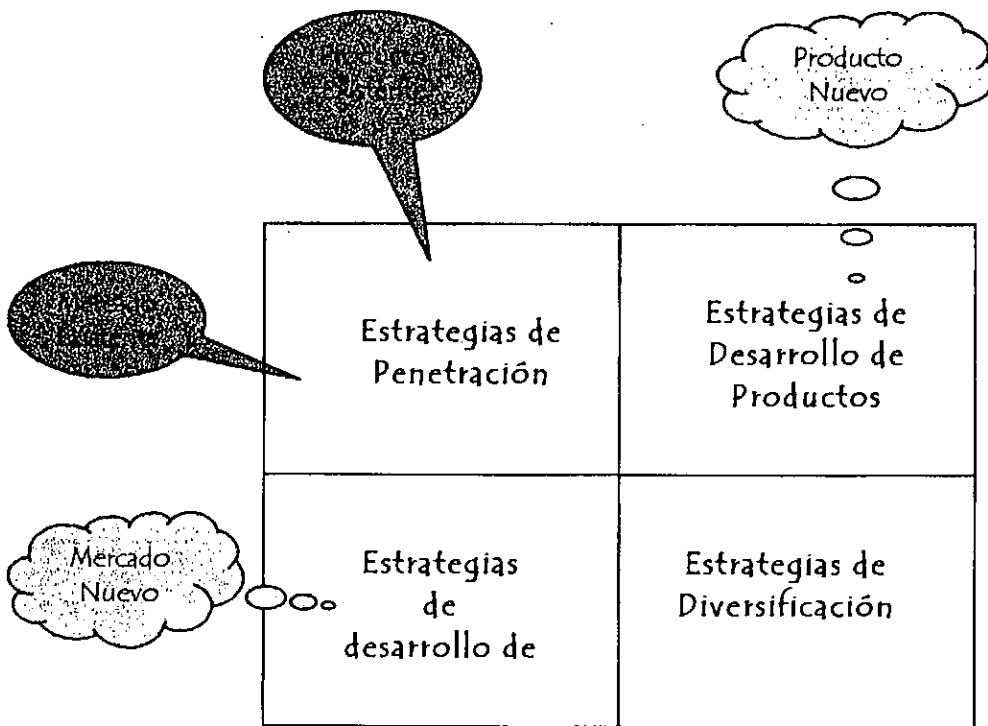 Producto
Nuevo
Estrategias de
Penetración
Estrategias de
Desarrollo de
Productos
Mercado
Nuevo
Estrategias
de
desarrollo de
Estrategias de
Diversificación